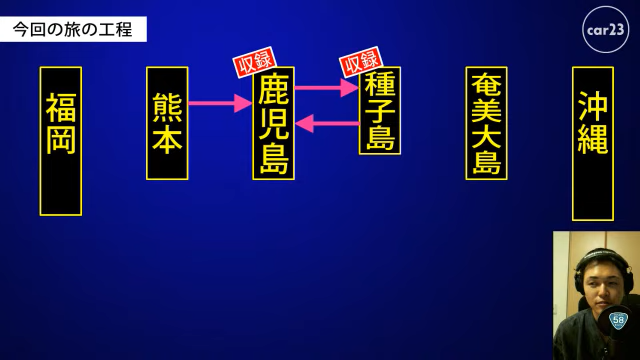 今回の旅の工程
car23
収録
収録
福岡
熊本
鹿児島
種子島
奄美大島
沖縄
58